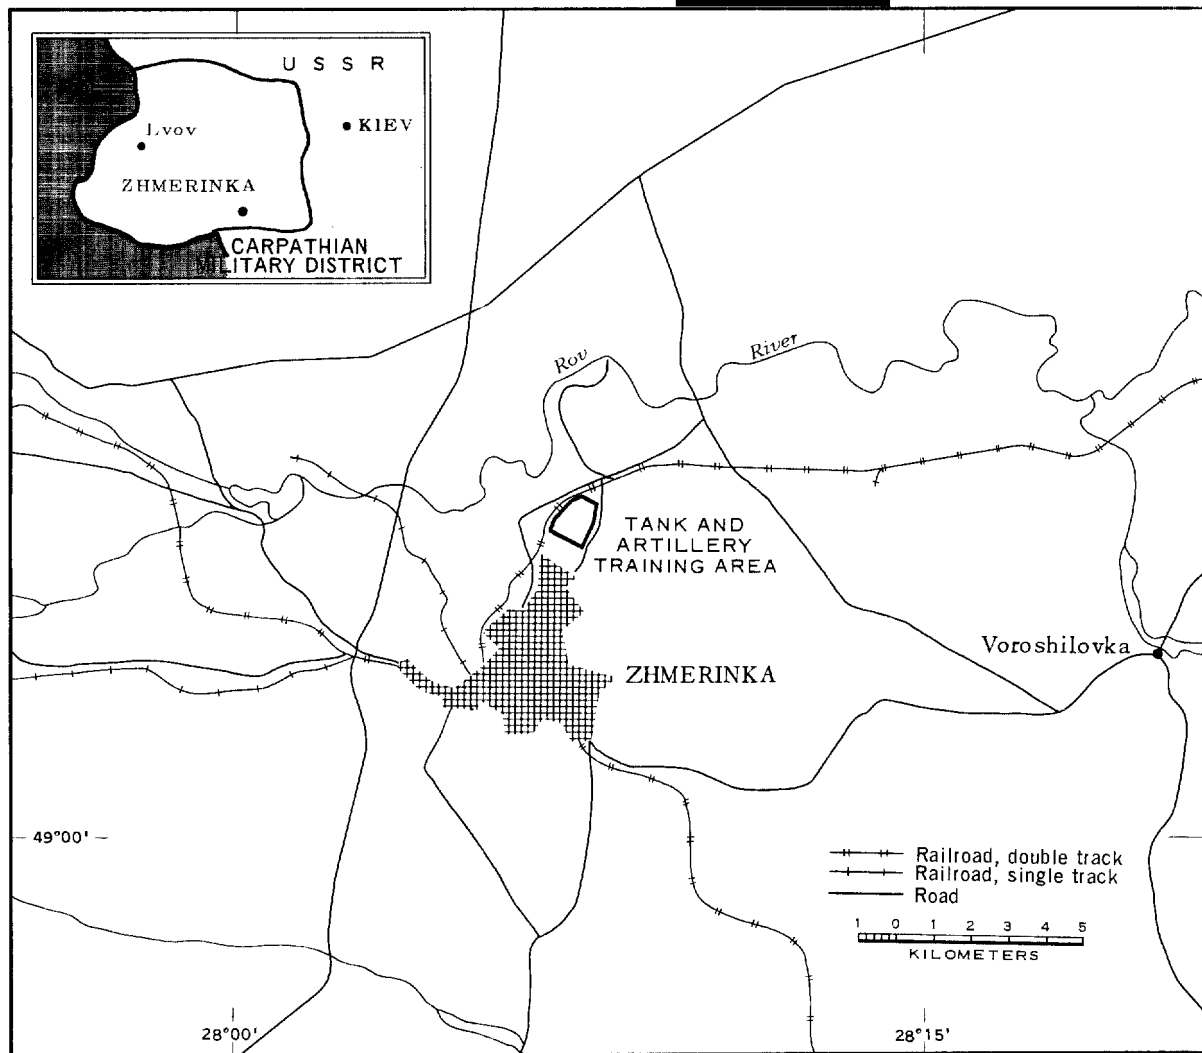 U S S R
Lvov
KIEV
ZHMERINKA
CARPATHIAN
MILITARY DISTRICT
Rov River
TANK AND
ARTILLERY
TRAINING AREA
Voroshilovka
ZHMERINKA
49°00'
Railroad, double track
Railroad, single track
Road
1 0 1 2 3 4 5
KILOMETERS
28°00'
28°15'